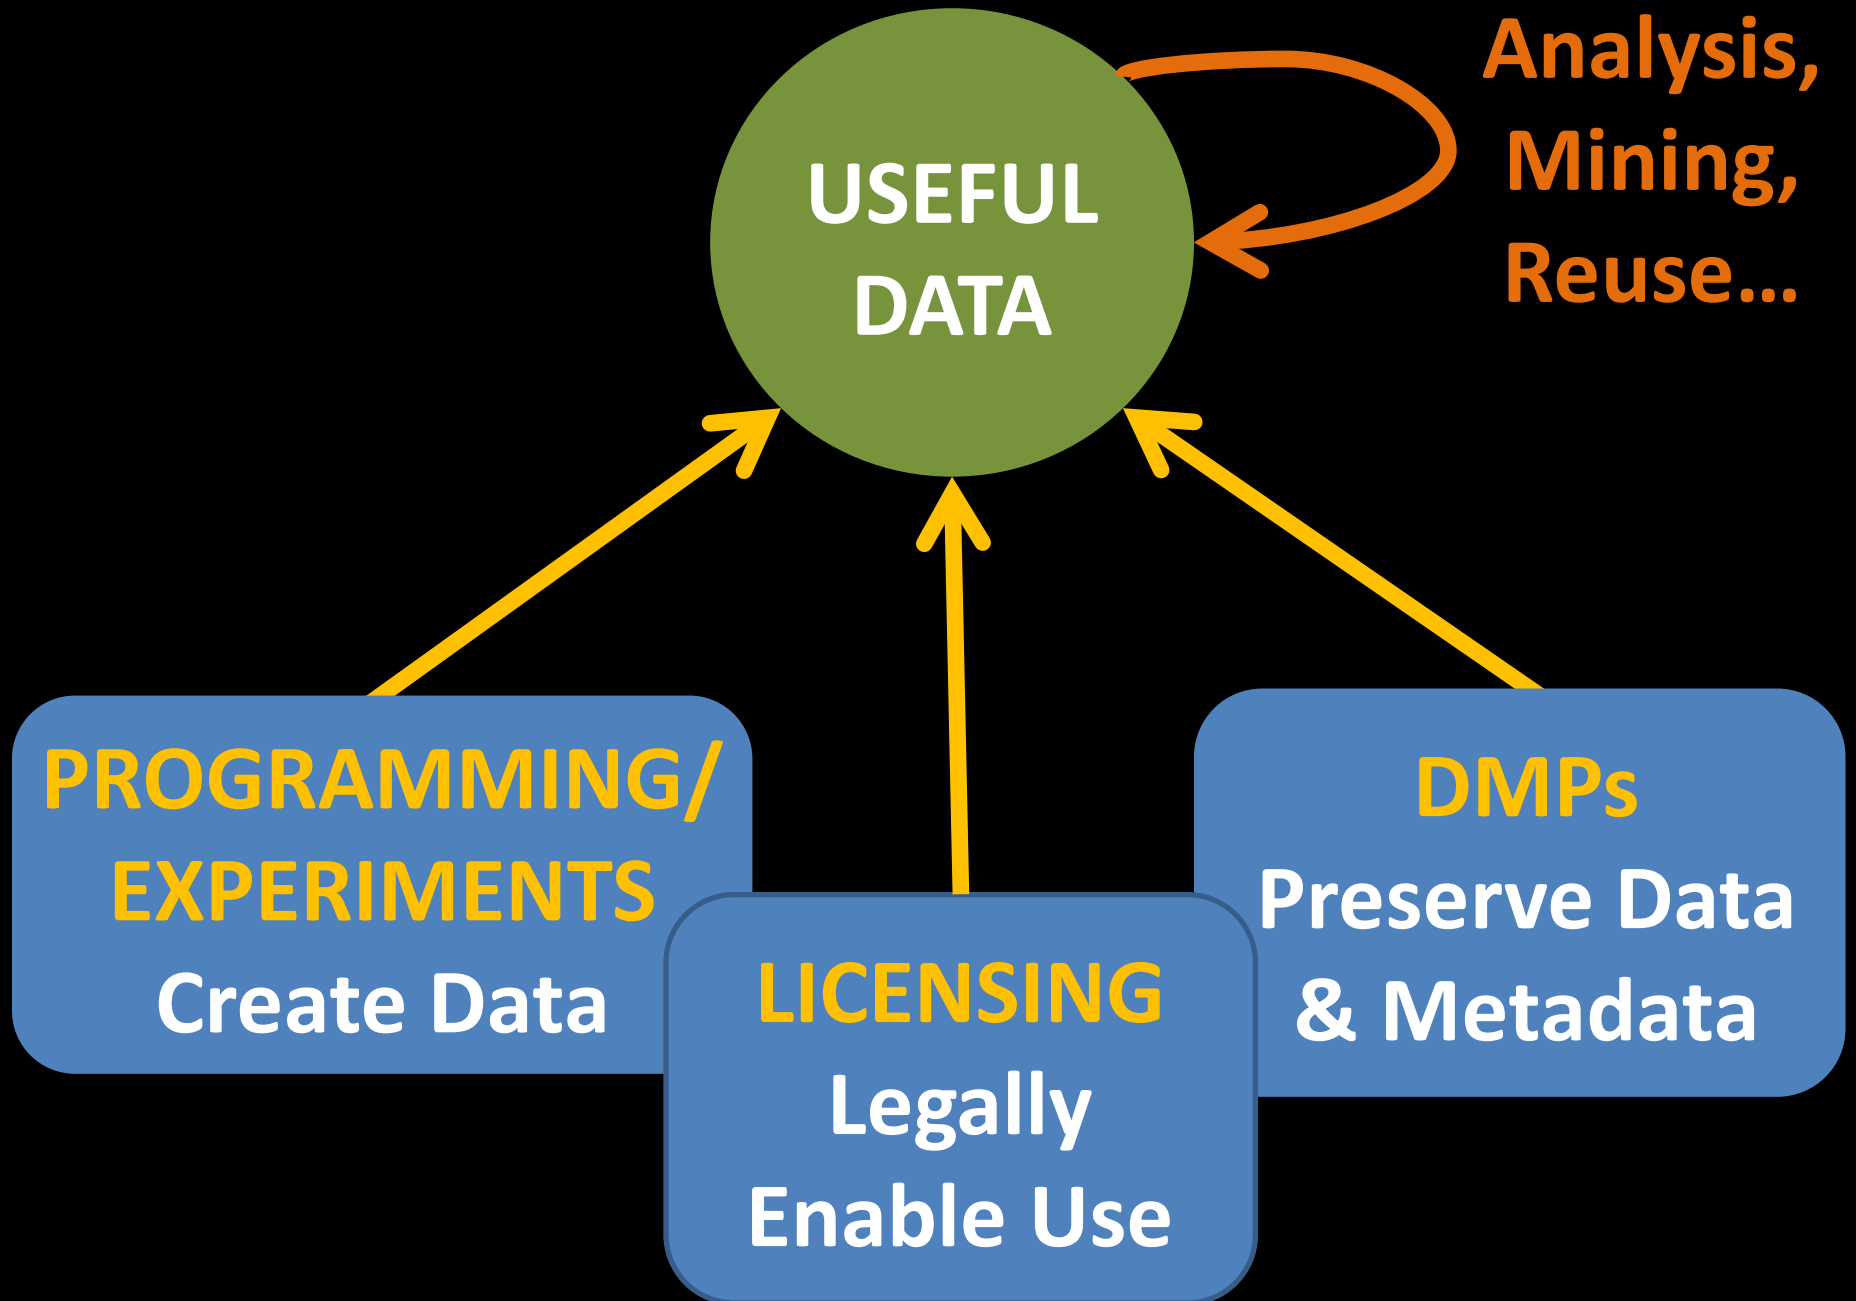 USEFUL
DATA
Analysis,
Mining,
Reuse…
PROGRAMMING/
EXPERIMENTS
Create Data
LICENSING
Legally
Enable Use
DMPs
Preserve Data
& Metadata